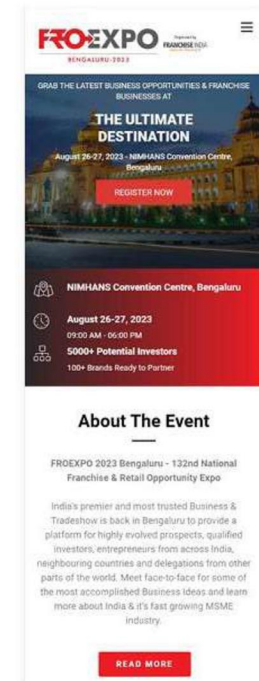 FROEXPO
BENGALURU-2023
Organised by
FRANCHISE INDIA
GRAB THE LATEST BUSINESS OPPORTUNITIES & FRANCHISE
BUSINESSES AT
THE ULTIMATE
DESTINATION
August 26-27, 2023 - NIMHANS Convention Centre,
Bengaluru
REGISTER NOW
NIMHANS Convention Centre, Bengaluru
August 26-27, 2023
09:00 AM - 06:00 PM
5000+ Potential Investors
100+ Brands Ready to Partner
About The Event
FROEXPO 2023 Bengaluru - 132nd National
Franchise & Retail Opportunity Expo
India's premier and most trusted Business &
Tradeshow is back in Bengaluru to provide a
platform for highly evolved prospects, qualified
investors, entrepreneurs from across India,
neighbouring countries and delegations from other
parts of the world. Meet face-to-face for some of
the most accomplished Business Ideas and learn
more about India & it's fast growing MSME
industry.
READ MORE